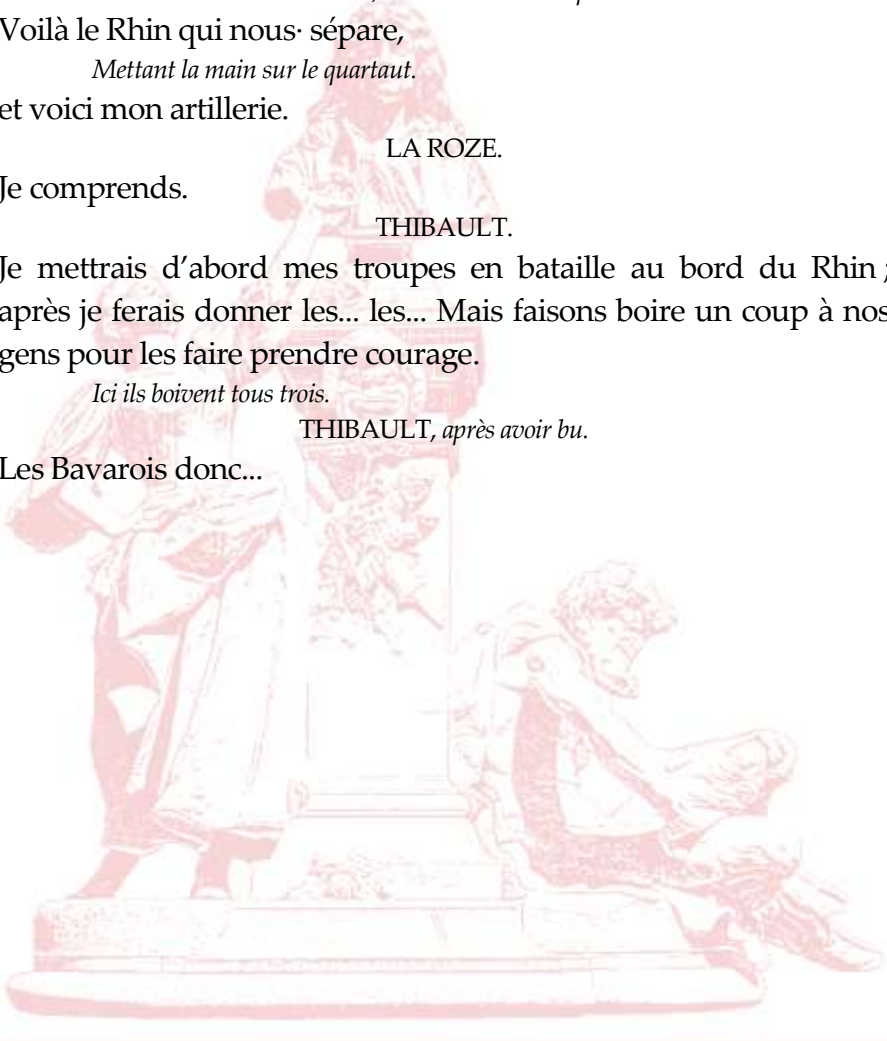 Voilà le Rhin qui nous· sépare,
Mettant la main sur le quartaut.
et voici mon artillerie.
LA ROZE.
Je comprends.
THIBAULT.
Je mettrais d’abord mes troupes en bataille au bord du Rhin ;
après je ferais donner les... les... Mais faisons boire un coup à nos
gens pour les faire prendre courage.
Ici ils boivent tous trois.
THIBAULT, après avoir bu.
Les Bavarois donc...